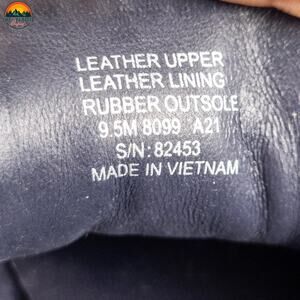 LEATHER UPPER
LEATHER LINING
RUBBER OUTSOLE
9.5M 8099 A21
S/N: 82453
MADE IN VIETNAM